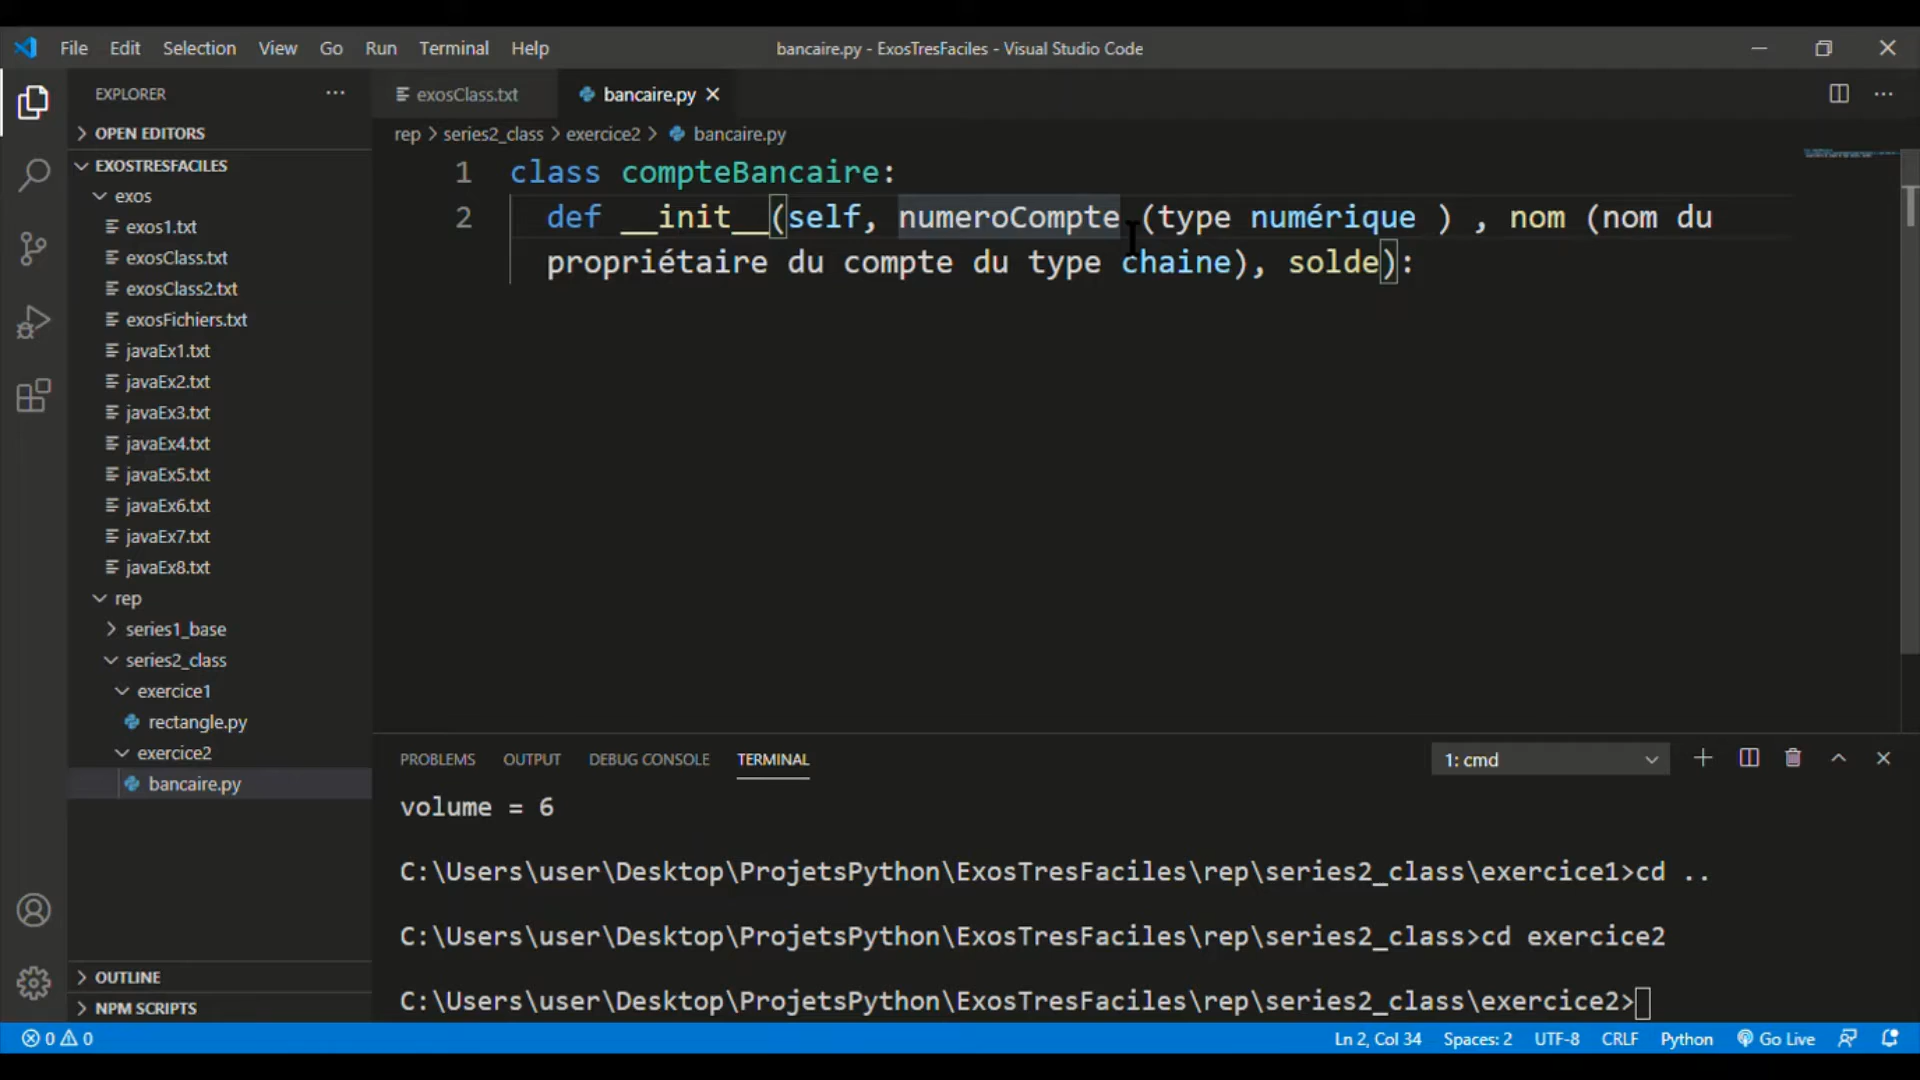 File Edit Selection View Go Run Terminal Help
bancaire.py - ExosTresFaciles - Visual Studio Code
EXPLORER
OPEN EDITORS
EXOSTRESFACILES
exos
exos1.txt
exosClass.txt
exosClass2.txt
exosFichiers.txt
javaEx1.txt
javaEx2.txt
javaEx3.txt
javaEx4.txt
javaEx5.txt
javaEx6.txt
javaEx7.txt
javaEx8.txt
rep
series1_base
series2_class
exercice1
rectangle.py
exercice2
bancaire.py
OUTLINE
NPM SCRIPTS
exosClass.txt bancaire.py
rep > series2_class > exercice2 > bancaire.py
1 class compteBancaire:
2 def __init__(self, numeroCompte (type numérique ) , nom (nom du
propriétaire du compte du type chaine), solde):
PROBLEMS OUTPUT DEBUG CONSOLE TERMINAL 1: cmd
volume = 6
C:\Users\user\Desktop\ProjetsPython\ExosTresFaciles\rep\series2_class\exercice1>cd ..
C:\Users\user\Desktop\ProjetsPython\ExosTresFaciles\rep\series2_class>cd exercice2
C:\Users\user\Desktop\ProjetsPython\ExosTresFaciles\rep\series2_class\exercice2>
0 0 Ln 2, Col 34 Spaces: 2 UTF-8 CRLF Python Go Live